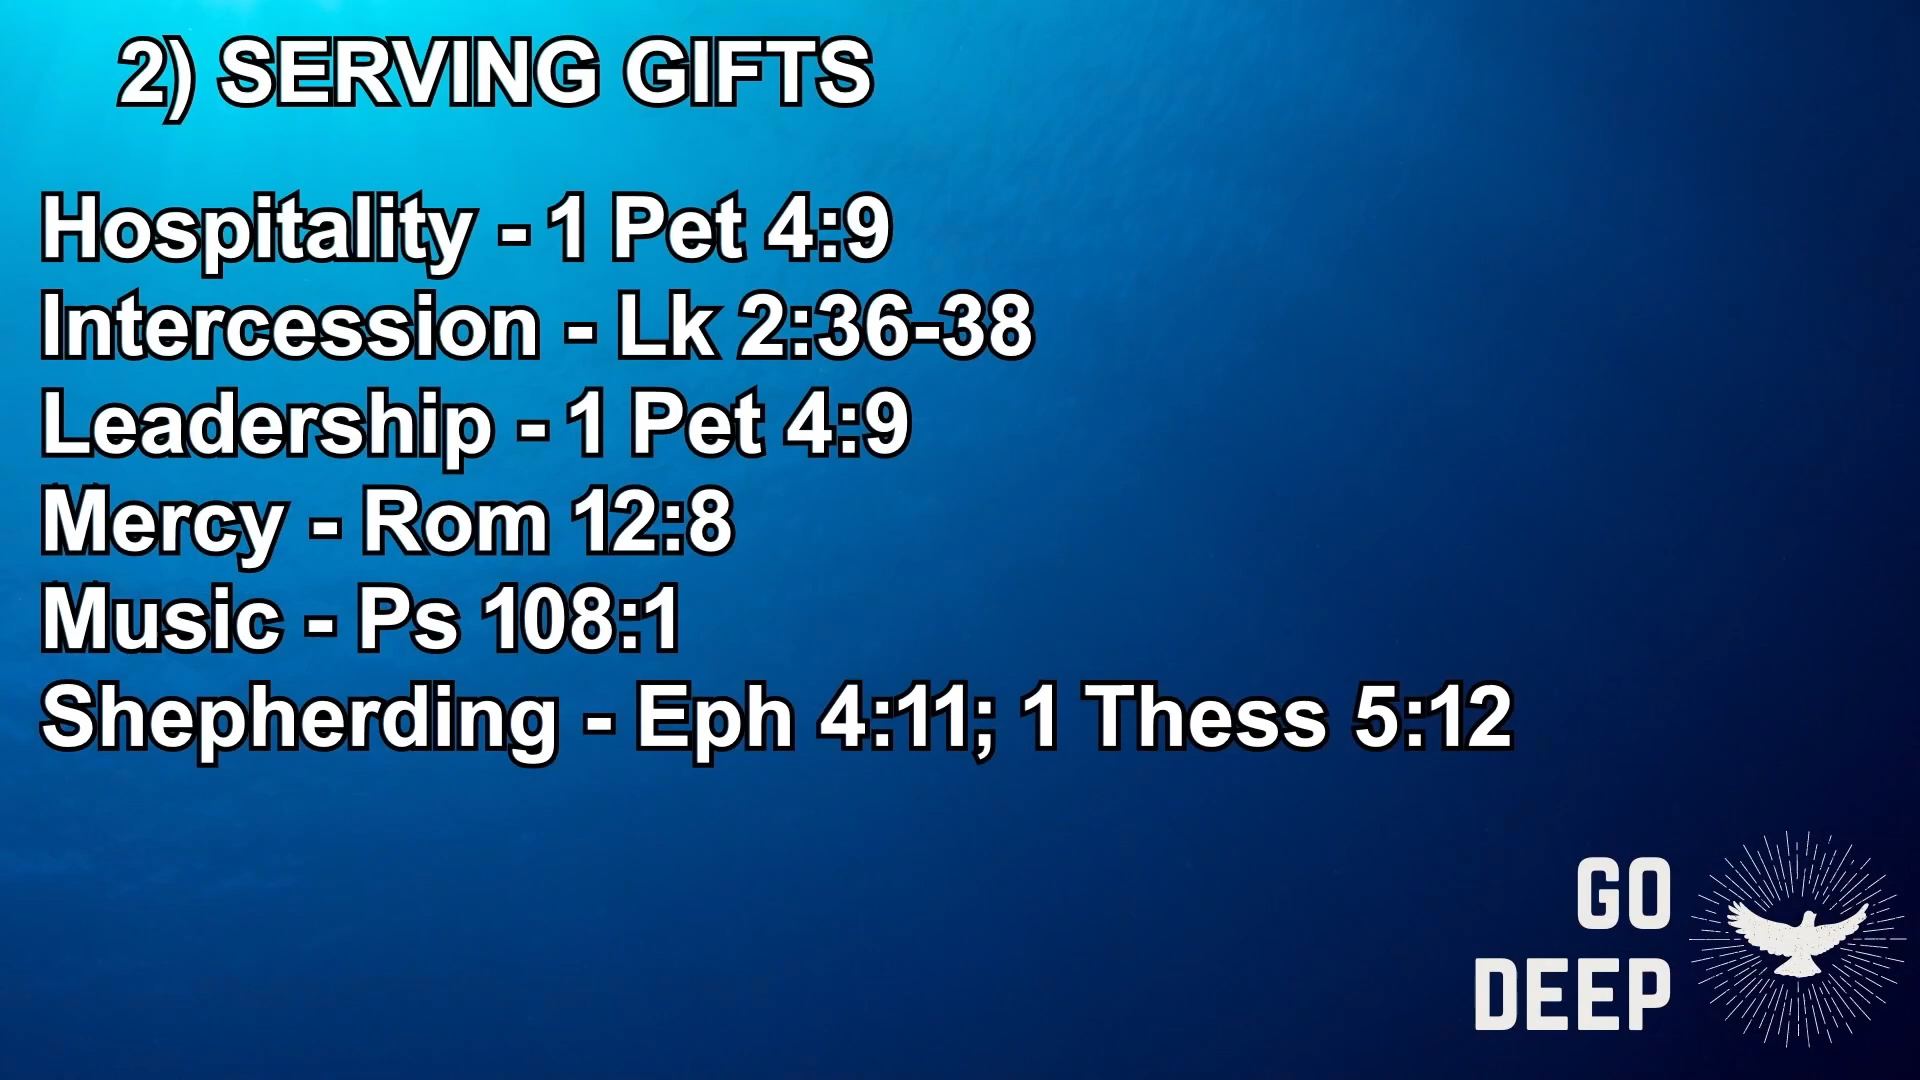 2) SERVING GIFTS
Hospitality - 1 Pet 4:9
Intercession - Lk 2:36-38
Leadership - 1 Pet 4:9
Mercy - Rom 12:8
Music - Ps 108:1
Shepherding - Eph 4:11; 1 Thess 5:12
GO
DEEP